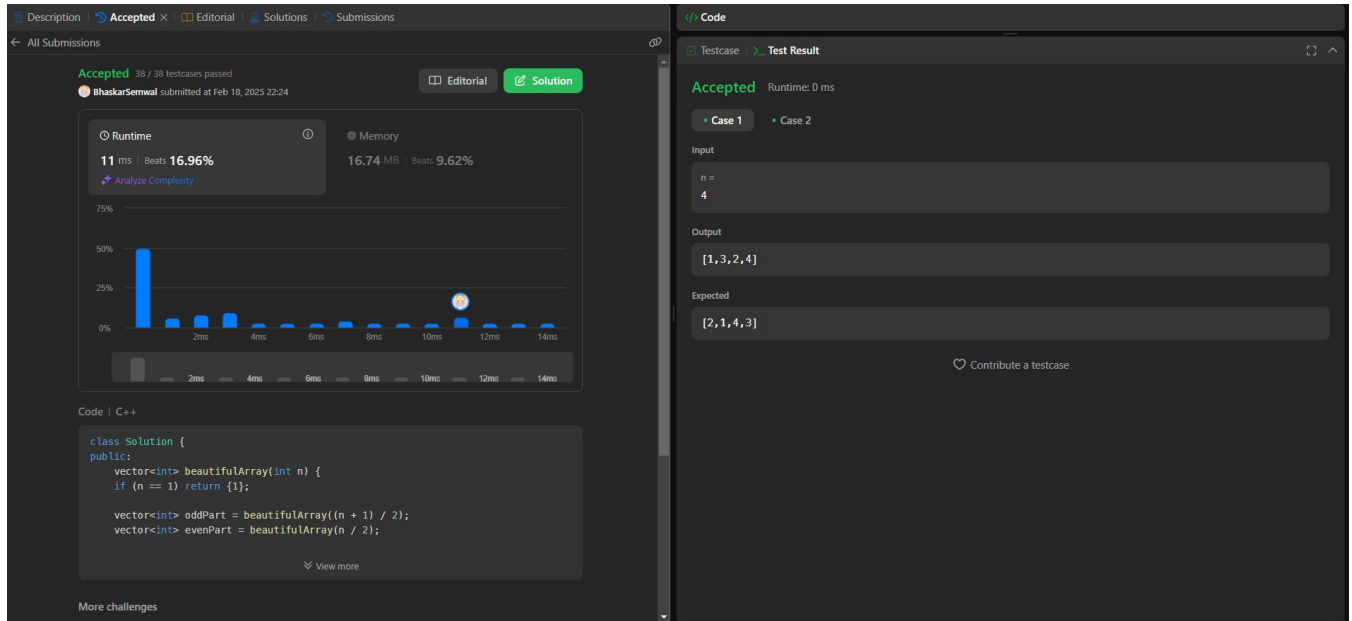 Description | Accepted × | Editorial | Solutions | Submissions
← All Submissions
Accepted 38 / 38 testcases passed
BhaskarSemwal submitted at Feb 18, 2025 22:24
Editorial
Solution
Runtime
11 ms | Beats 16.96%
Analyze Complexity
Memory
16.74 MB | Beats 9.62%
75%
50%
25%
0%
2ms 4ms 6ms 8ms 10ms 12ms 14ms
2ms 4ms 6ms 8ms 10ms 12ms 14ms
Code | C++
class Solution {
public:
    vector<int> beautifulArray(int n) {
    if (n == 1) return {1};
    vector<int> oddPart = beautifulArray((n + 1) / 2);
    vector<int> evenPart = beautifulArray(n / 2);
View more
More challenges
</> Code
Testcase | >_ Test Result
Accepted Runtime: 0 ms
• Case 1 • Case 2
Input
n =
4
Output
[1,3,2,4]
Expected
[2,1,4,3]
Contribute a testcase